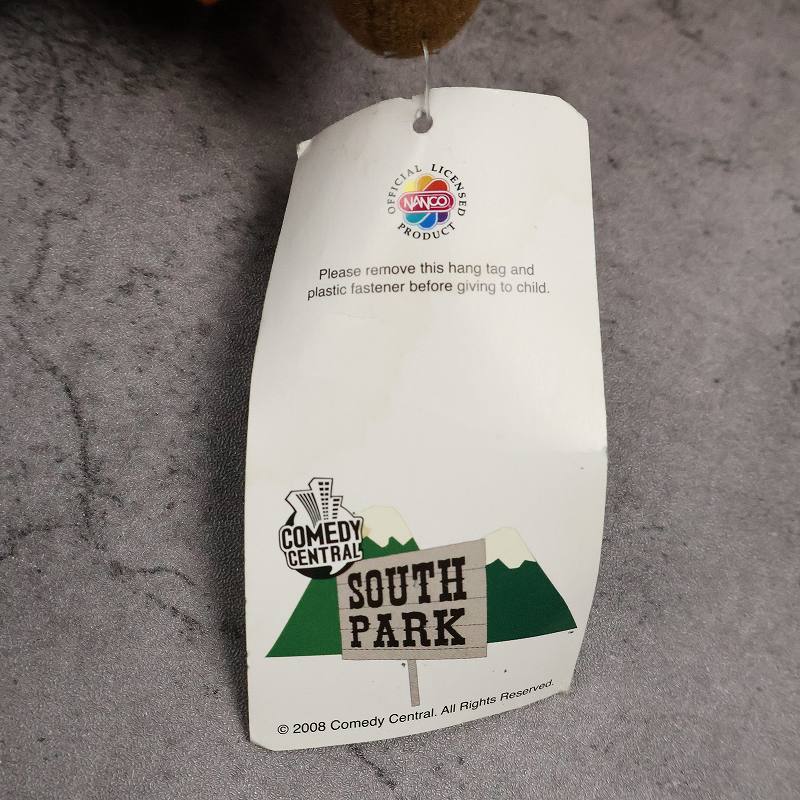 OFFICIAL LICENSED
NANCO
PRODUCT
Please remove this hang tag and
plastic fastener before giving to child.
COMEDY
CENTRAL
SOUTH
PARK
© 2008 Comedy Central. All Rights Reserved.